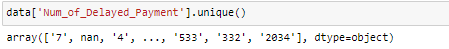 data['Num_of_Delayed_Payment'].unique()
array(['7', nan, '4', ..., '533', '332', '2034'], dtype=object)